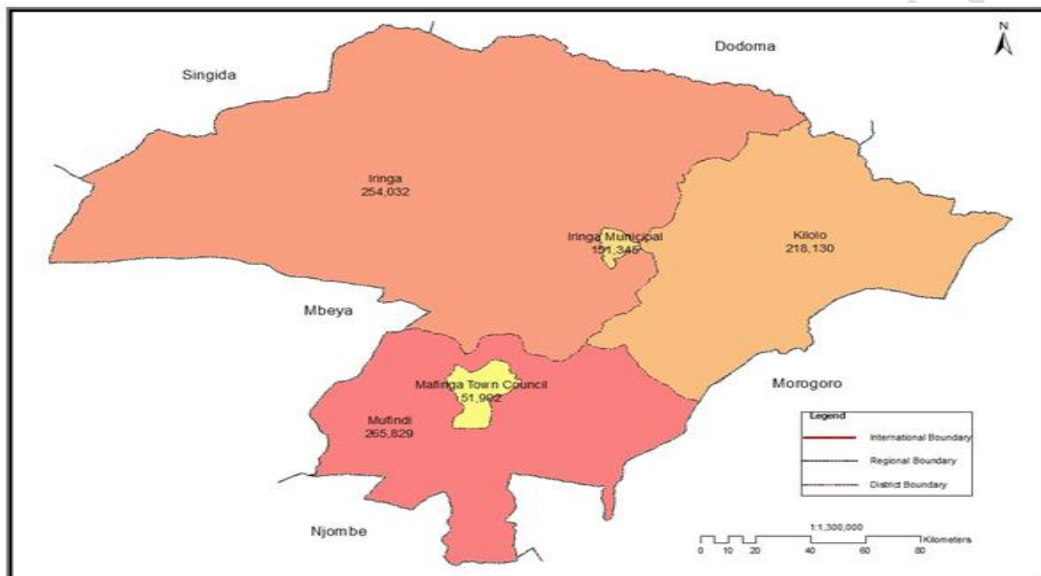 N
Dodoma
Singida
Iringa
254,032
Iringa Municipal
151,345
Kilolo
218,130
Mbeya
Mafinga Town Council
51,902
Mufindi
265,829
Morogoro
Legend
International Boundary
Regional Boundary
District Boundary
Njombe
1:1,300,000
0 10 20 40 60 80 Kilometers